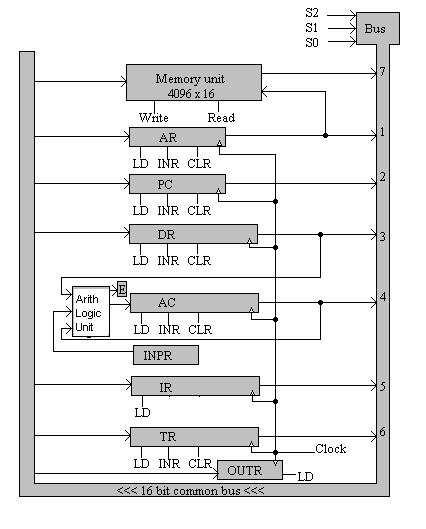 S2
S1
S0
Bus
Memory unit
4096 x 16
7
Write Read
AR
1
LD INR CLR
PC
2
LD INR CLR
DR
3
LD INR CLR
E
Arith
Logic
Unit
AC
4
LD INR CLR
INPR
IR
5
LD
TR
6
LD INR CLR
Clock
OUTR
LD
<<< 16 bit common bus <<<